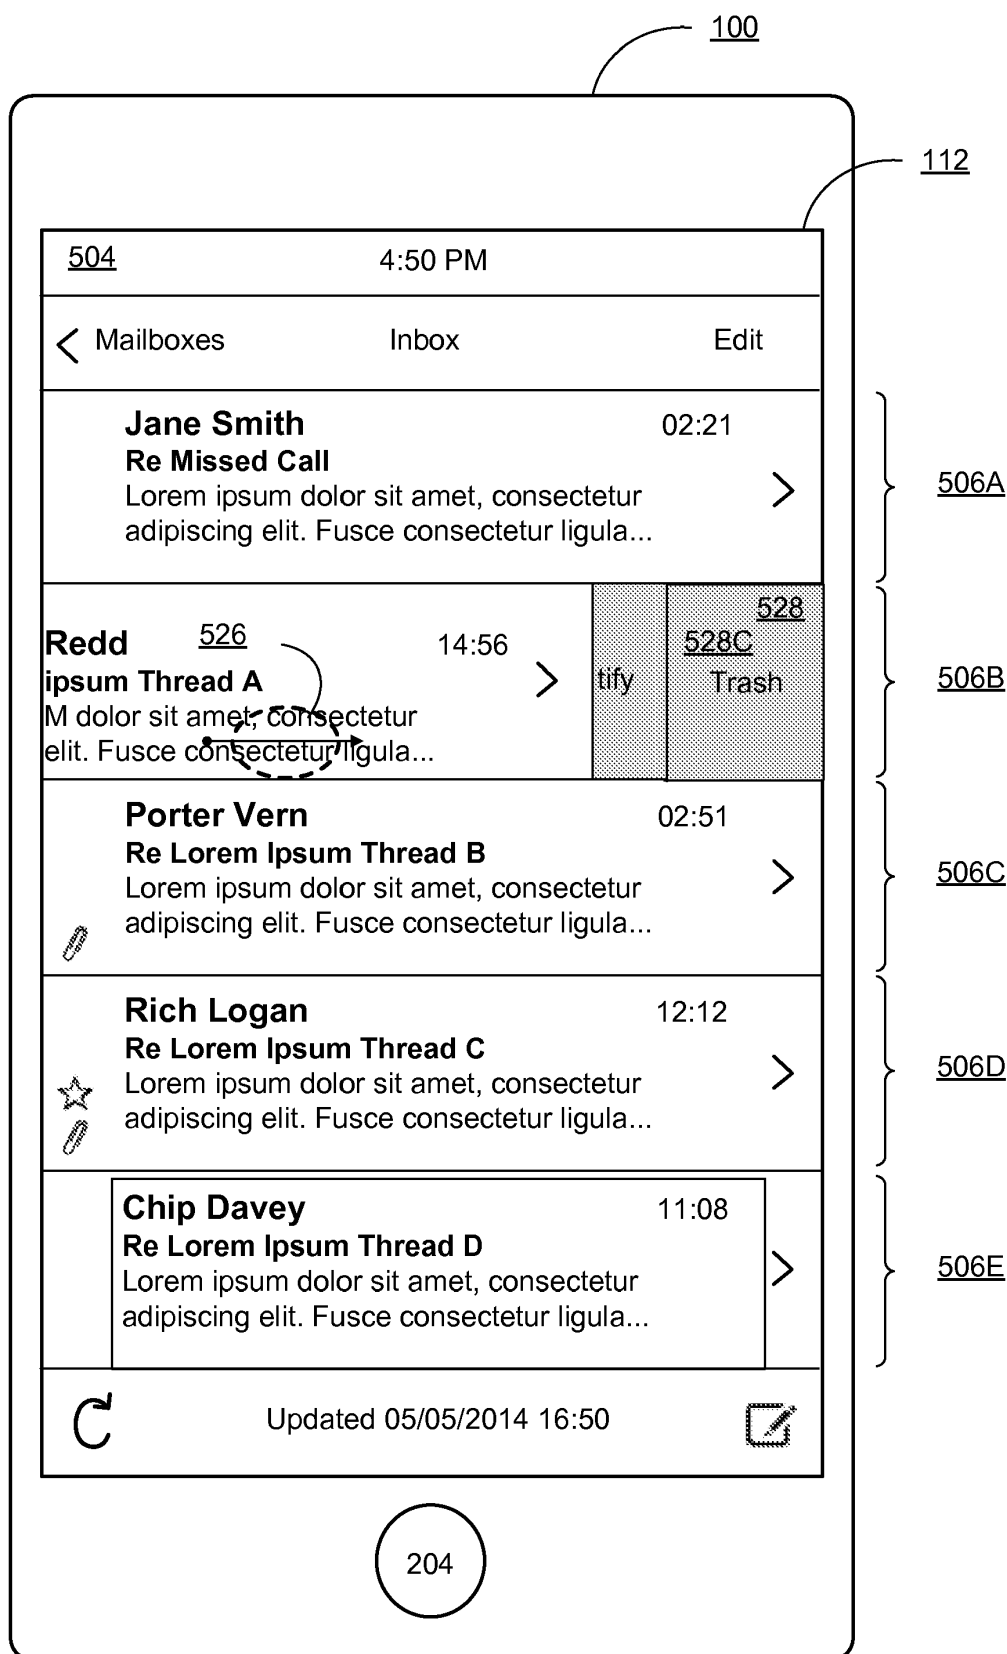 100
112
504 4:50 PM
Mailboxes Inbox Edit
Jane Smith 02:21
Re Missed Call
Lorem ipsum dolor sit amet, consectetur
adipiscing elit. Fusce consectetur ligula...
506A
528
Redd 526 14:56 528C
ipsum Thread A tify Trash 506B
M dolor sit amet, consectetur
elit. Fusce consectetur ligula...
Porter Vern 02:51
Re Lorem Ipsum Thread B
Lorem ipsum dolor sit amet, consectetur
adipiscing elit. Fusce consectetur ligula...
506C
Rich Logan 12:12
Re Lorem Ipsum Thread C
Lorem ipsum dolor sit amet, consectetur
adipiscing elit. Fusce consectetur ligula...
506D
Chip Davey 11:08
Re Lorem Ipsum Thread D
Lorem ipsum dolor sit amet, consectetur
adipiscing elit. Fusce consectetur ligula...
506E
Updated 05/05/2014 16:50
204